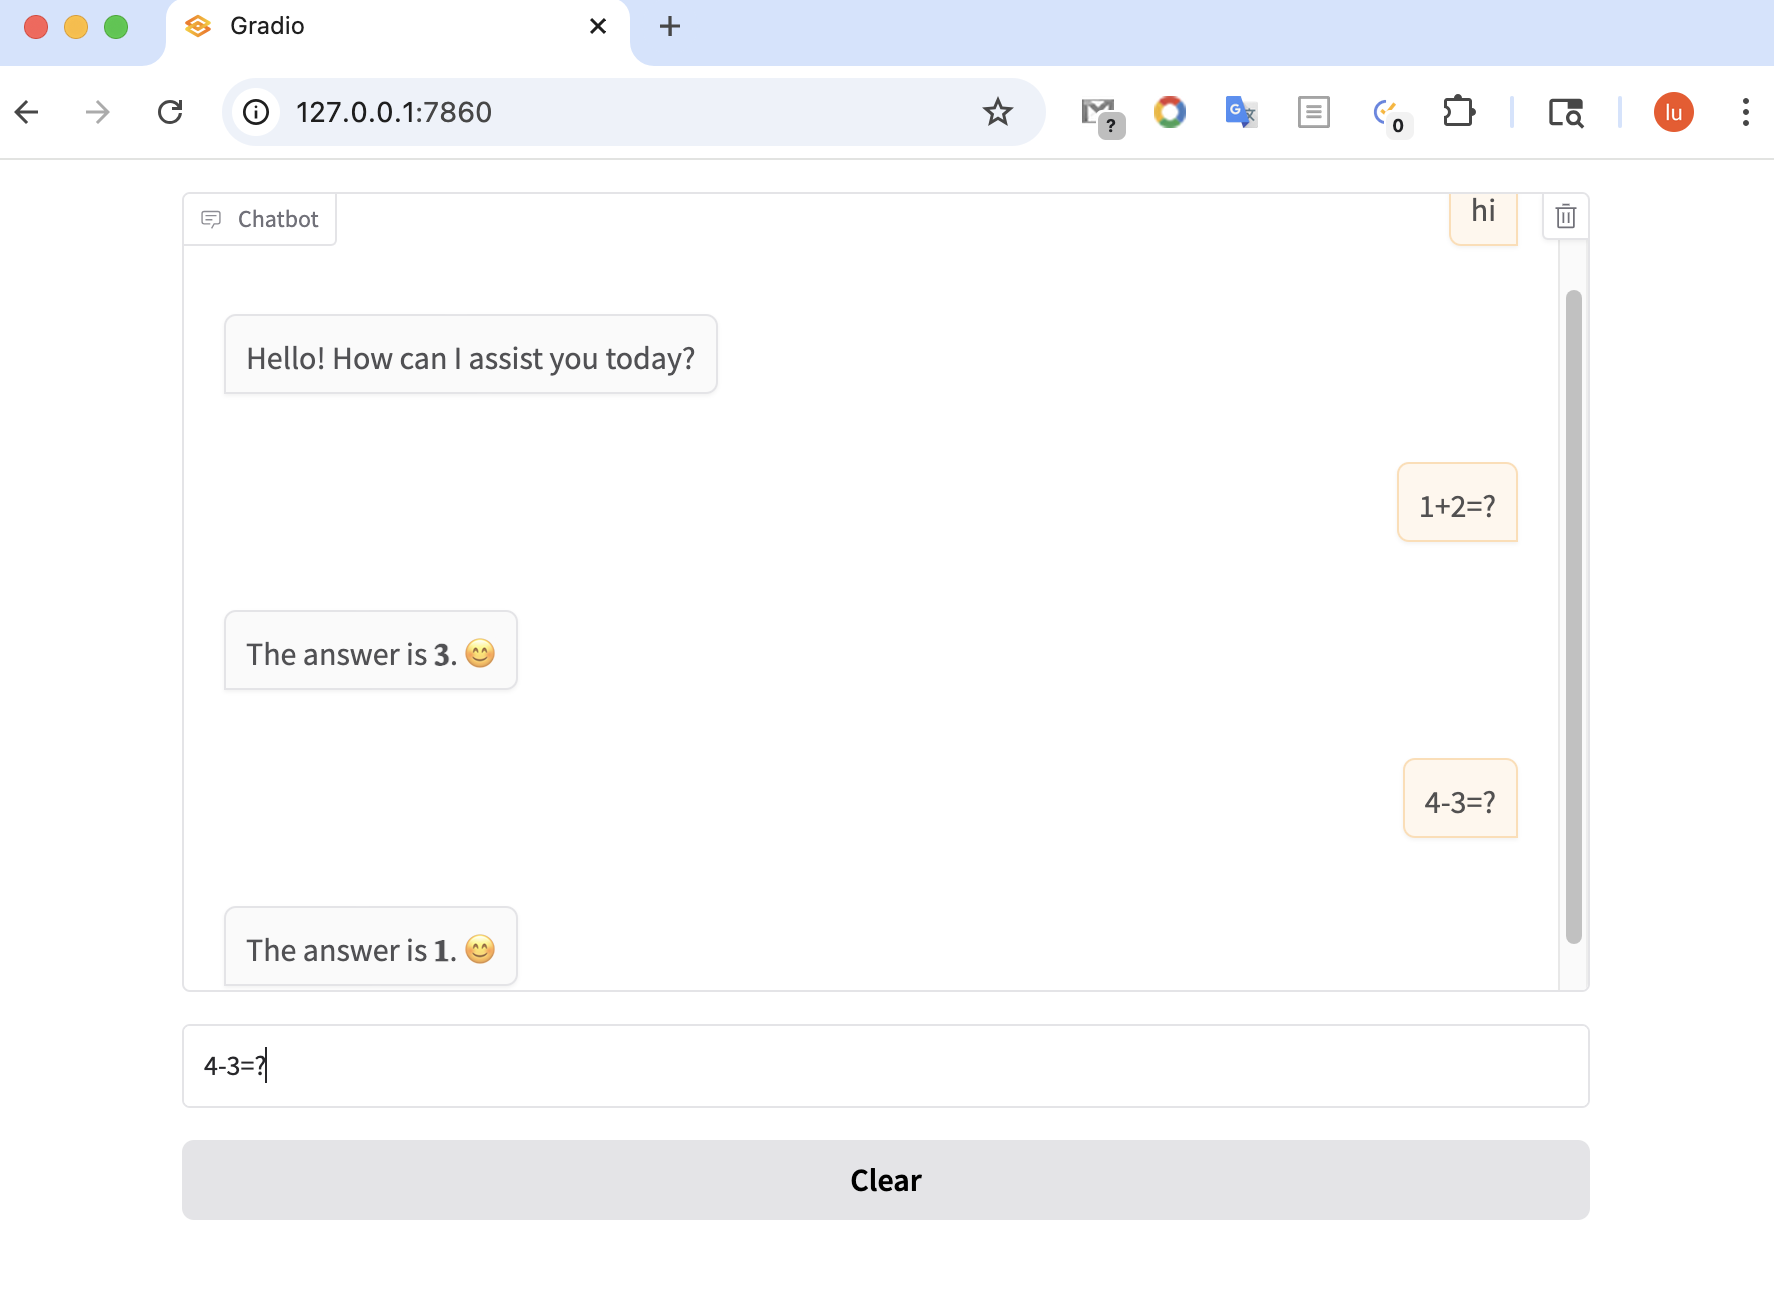 Gradio
127.0.0.1:7860
?
G
0
lu
Chatbot
hi
Hello! How can I assist you today?
1+2=?
The answer is 3. 😊
4-3=?
The answer is 1. 😊
4-3=?
Clear